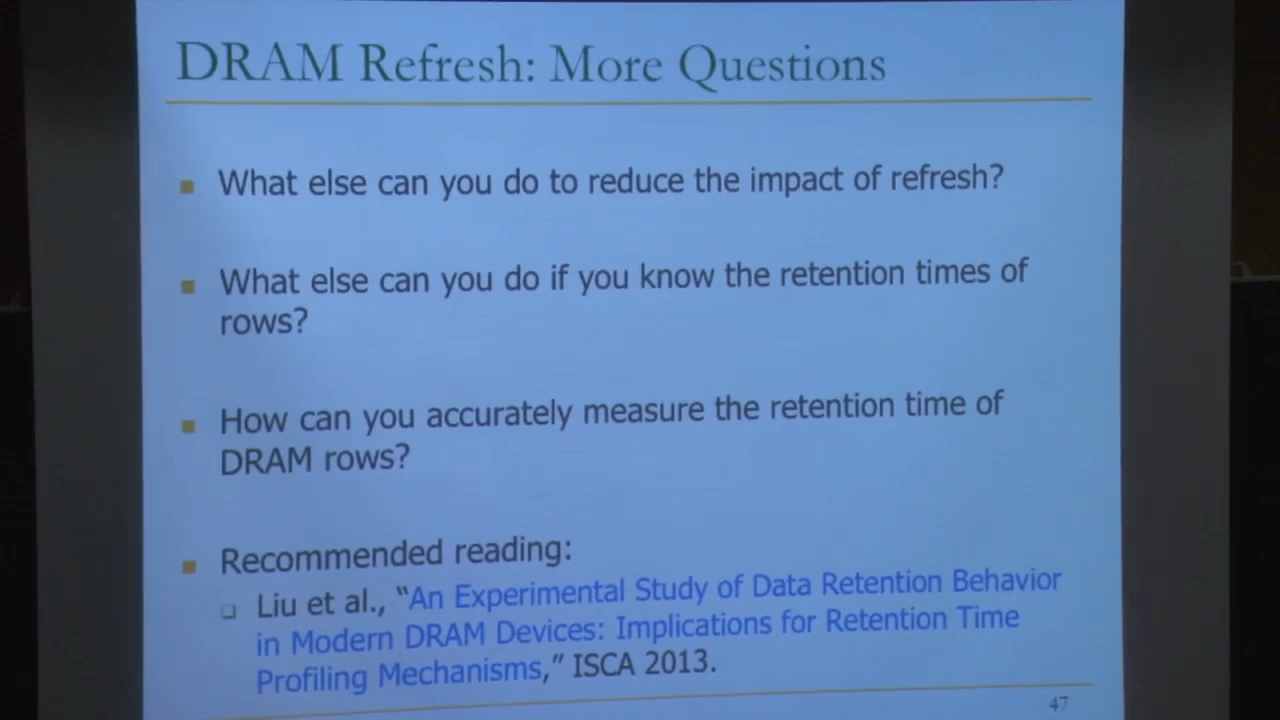 DRAM Refresh: More Questions
What else can you do to reduce the impact of refresh?
What else can you do if you know the retention times of
rows?
How can you accurately measure the retention time of
DRAM rows?
Recommended reading:
Liu et al., “An Experimental Study of Data Retention Behavior
in Modern DRAM Devices: Implications for Retention Time
Profiling Mechanisms,” ISCA 2013.
47